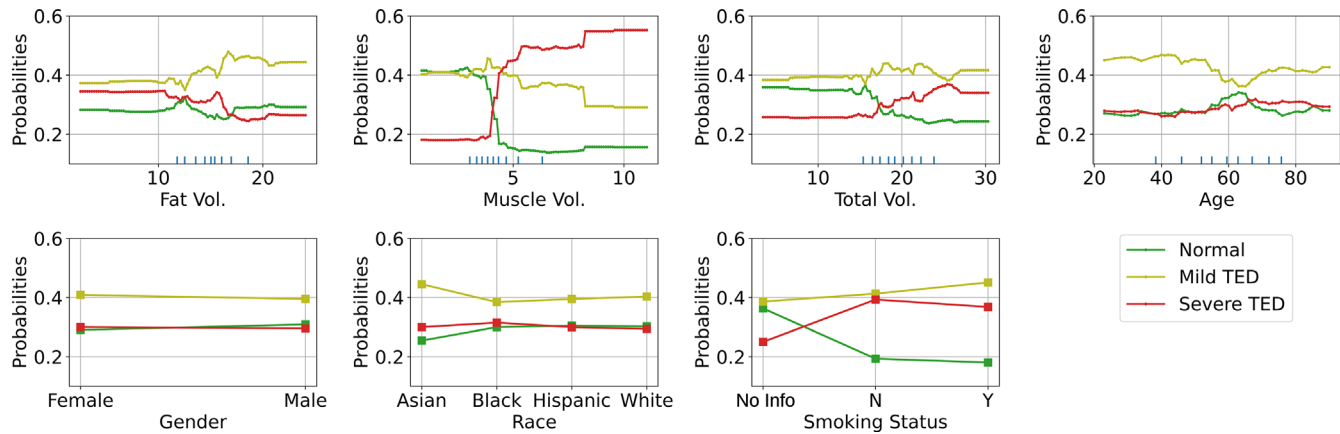 0.6 0.6 0.6 0.6
Probabilities Probabilities Probabilities Probabilities
0.4 0.4 0.4 0.4
0.2 0.2 0.2 0.2
10 20 5 10 10 20 30 20 40 60 80
Fat Vol. Muscle Vol. Total Vol. Age
0.6 0.6 0.6
Probabilities Probabilities Probabilities
Normal
Mild TED
Severe TED
0.4 0.4 0.4
0.2 0.2 0.2
Female Male Asian Black Hispanic White No Info N Y
Gender Race Smoking Status